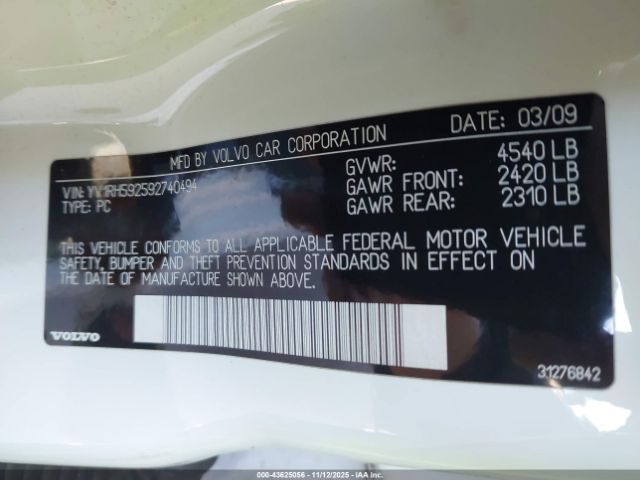 MFD BY VOLVO CAR CORPORATION
DATE: 03/09
VIN: YV1RH592592740494
TYPE: PC
GVWR: 4540 LB
GAWR FRONT: 2420 LB
GAWR REAR: 2310 LB
THIS VEHICLE CONFORMS TO ALL APPLICABLE FEDERAL MOTOR VEHICLE
SAFETY, BUMPER AND THEFT PREVENTION STANDARDS IN EFFECT ON
THE DATE OF MANUFACTURE SHOWN ABOVE.
VOLVO
31276842
000-43625056 - 11/12/2025 - IAAI.COM